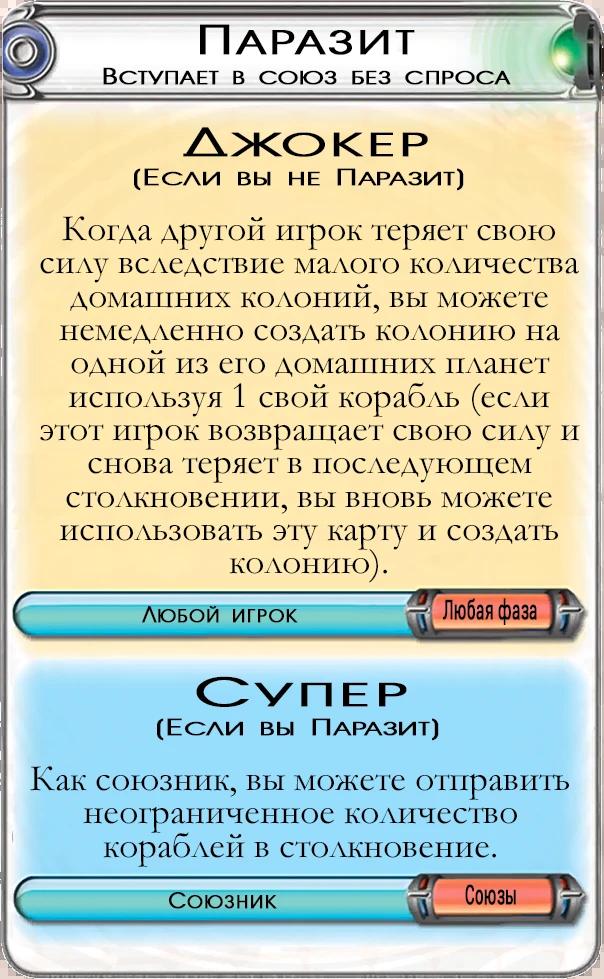 Паразит
Вступает в союз без спроса
Джокер
(Если вы не Паразит)
Когда другой игрок теряет свою
силу вследствие малого количества
домашних колоний, вы можете
немедленно создать колонию на
одной из его домашних планет
используя 1 свой корабль (если
этот игрок возвращает свою силу и
снова теряет в последующем
столкновении, вы вновь можете
использовать эту карту и создать
колонию).
Любой игрок
Любая фаза
Супер
(Если вы Паразит)
Как союзник, вы можете отправить
неограниченное количество
кораблей в столкновение.
Союзник
Союзы